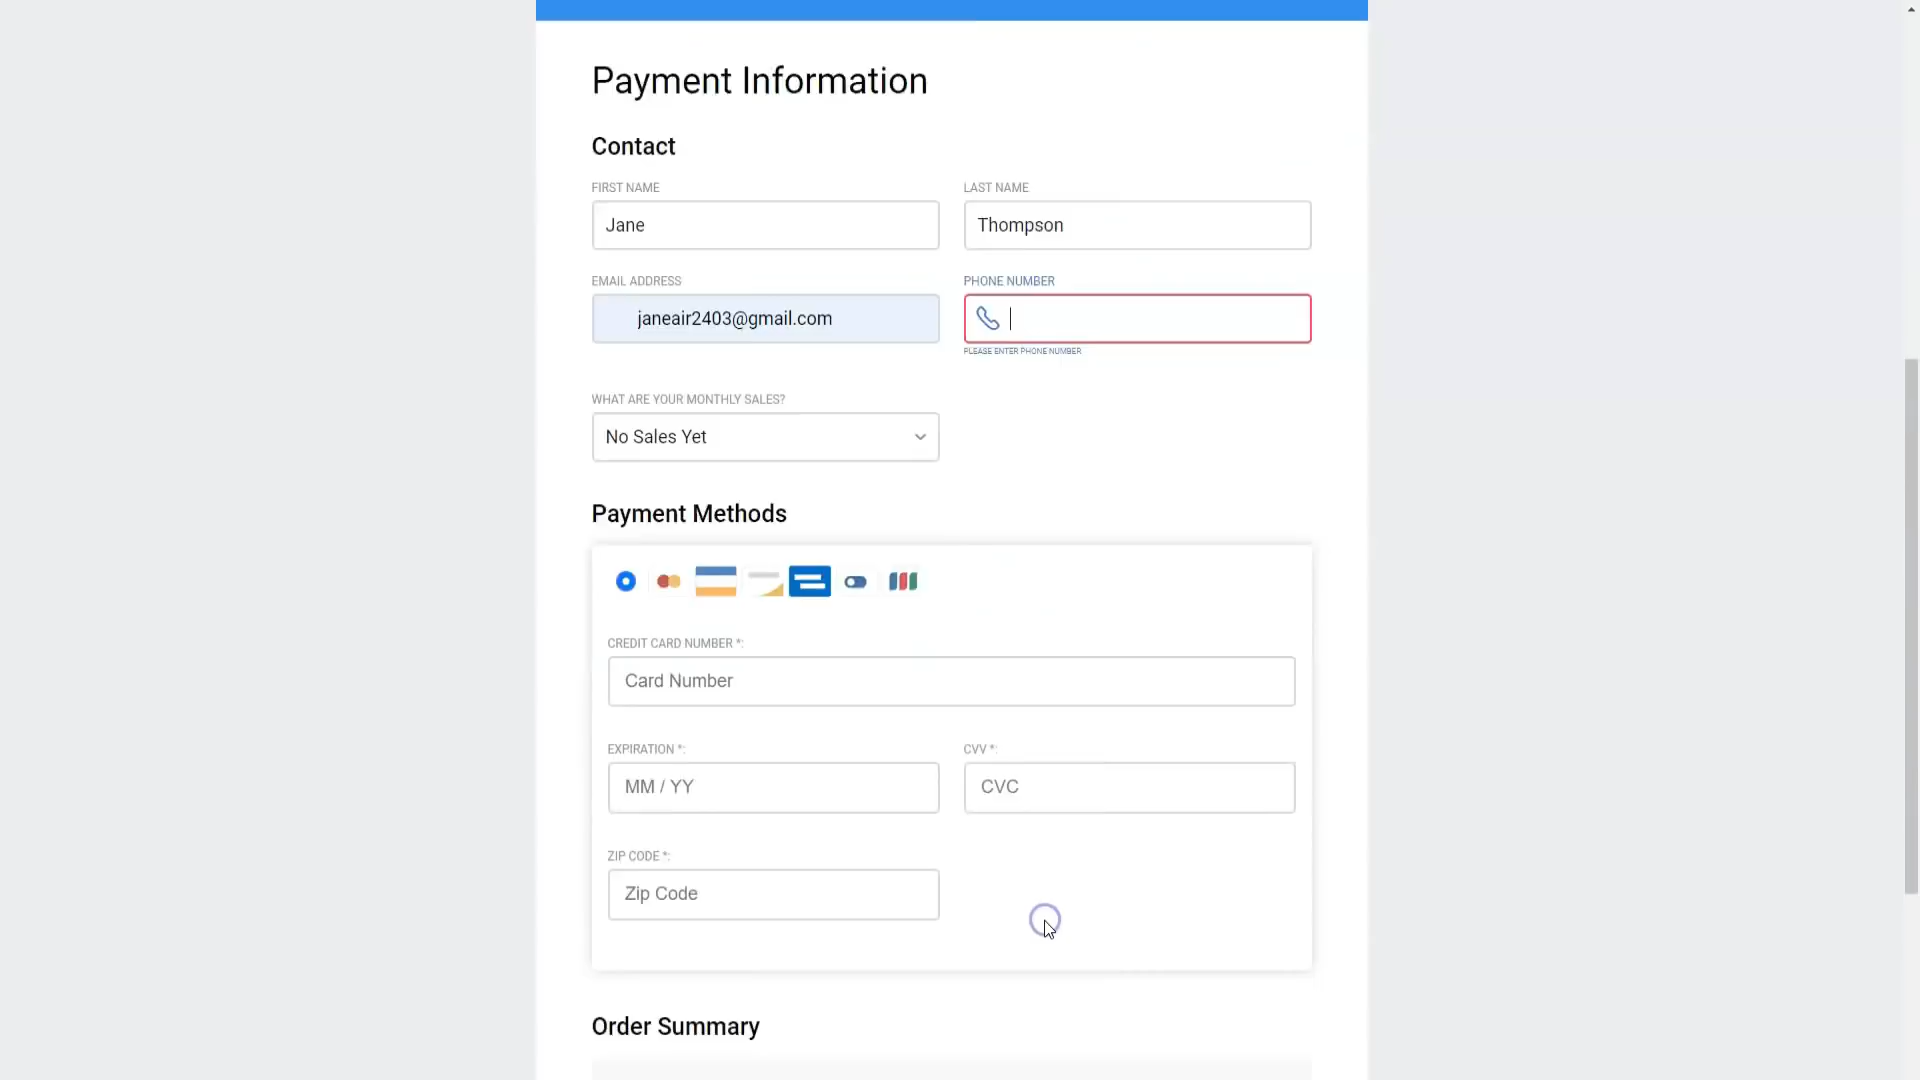 Payment Information
Contact
FIRST NAME
LAST NAME
Jane
Thompson
EMAIL ADDRESS
PHONE NUMBER
janeair2403@gmail.com
PLEASE ENTER PHONE NUMBER
WHAT ARE YOUR MONTHLY SALES?
No Sales Yet
Payment Methods
CREDIT CARD NUMBER *:
Card Number
EXPIRATION *:
CVV *:
MM / YY
CVC
ZIP CODE *:
Zip Code
Order Summary